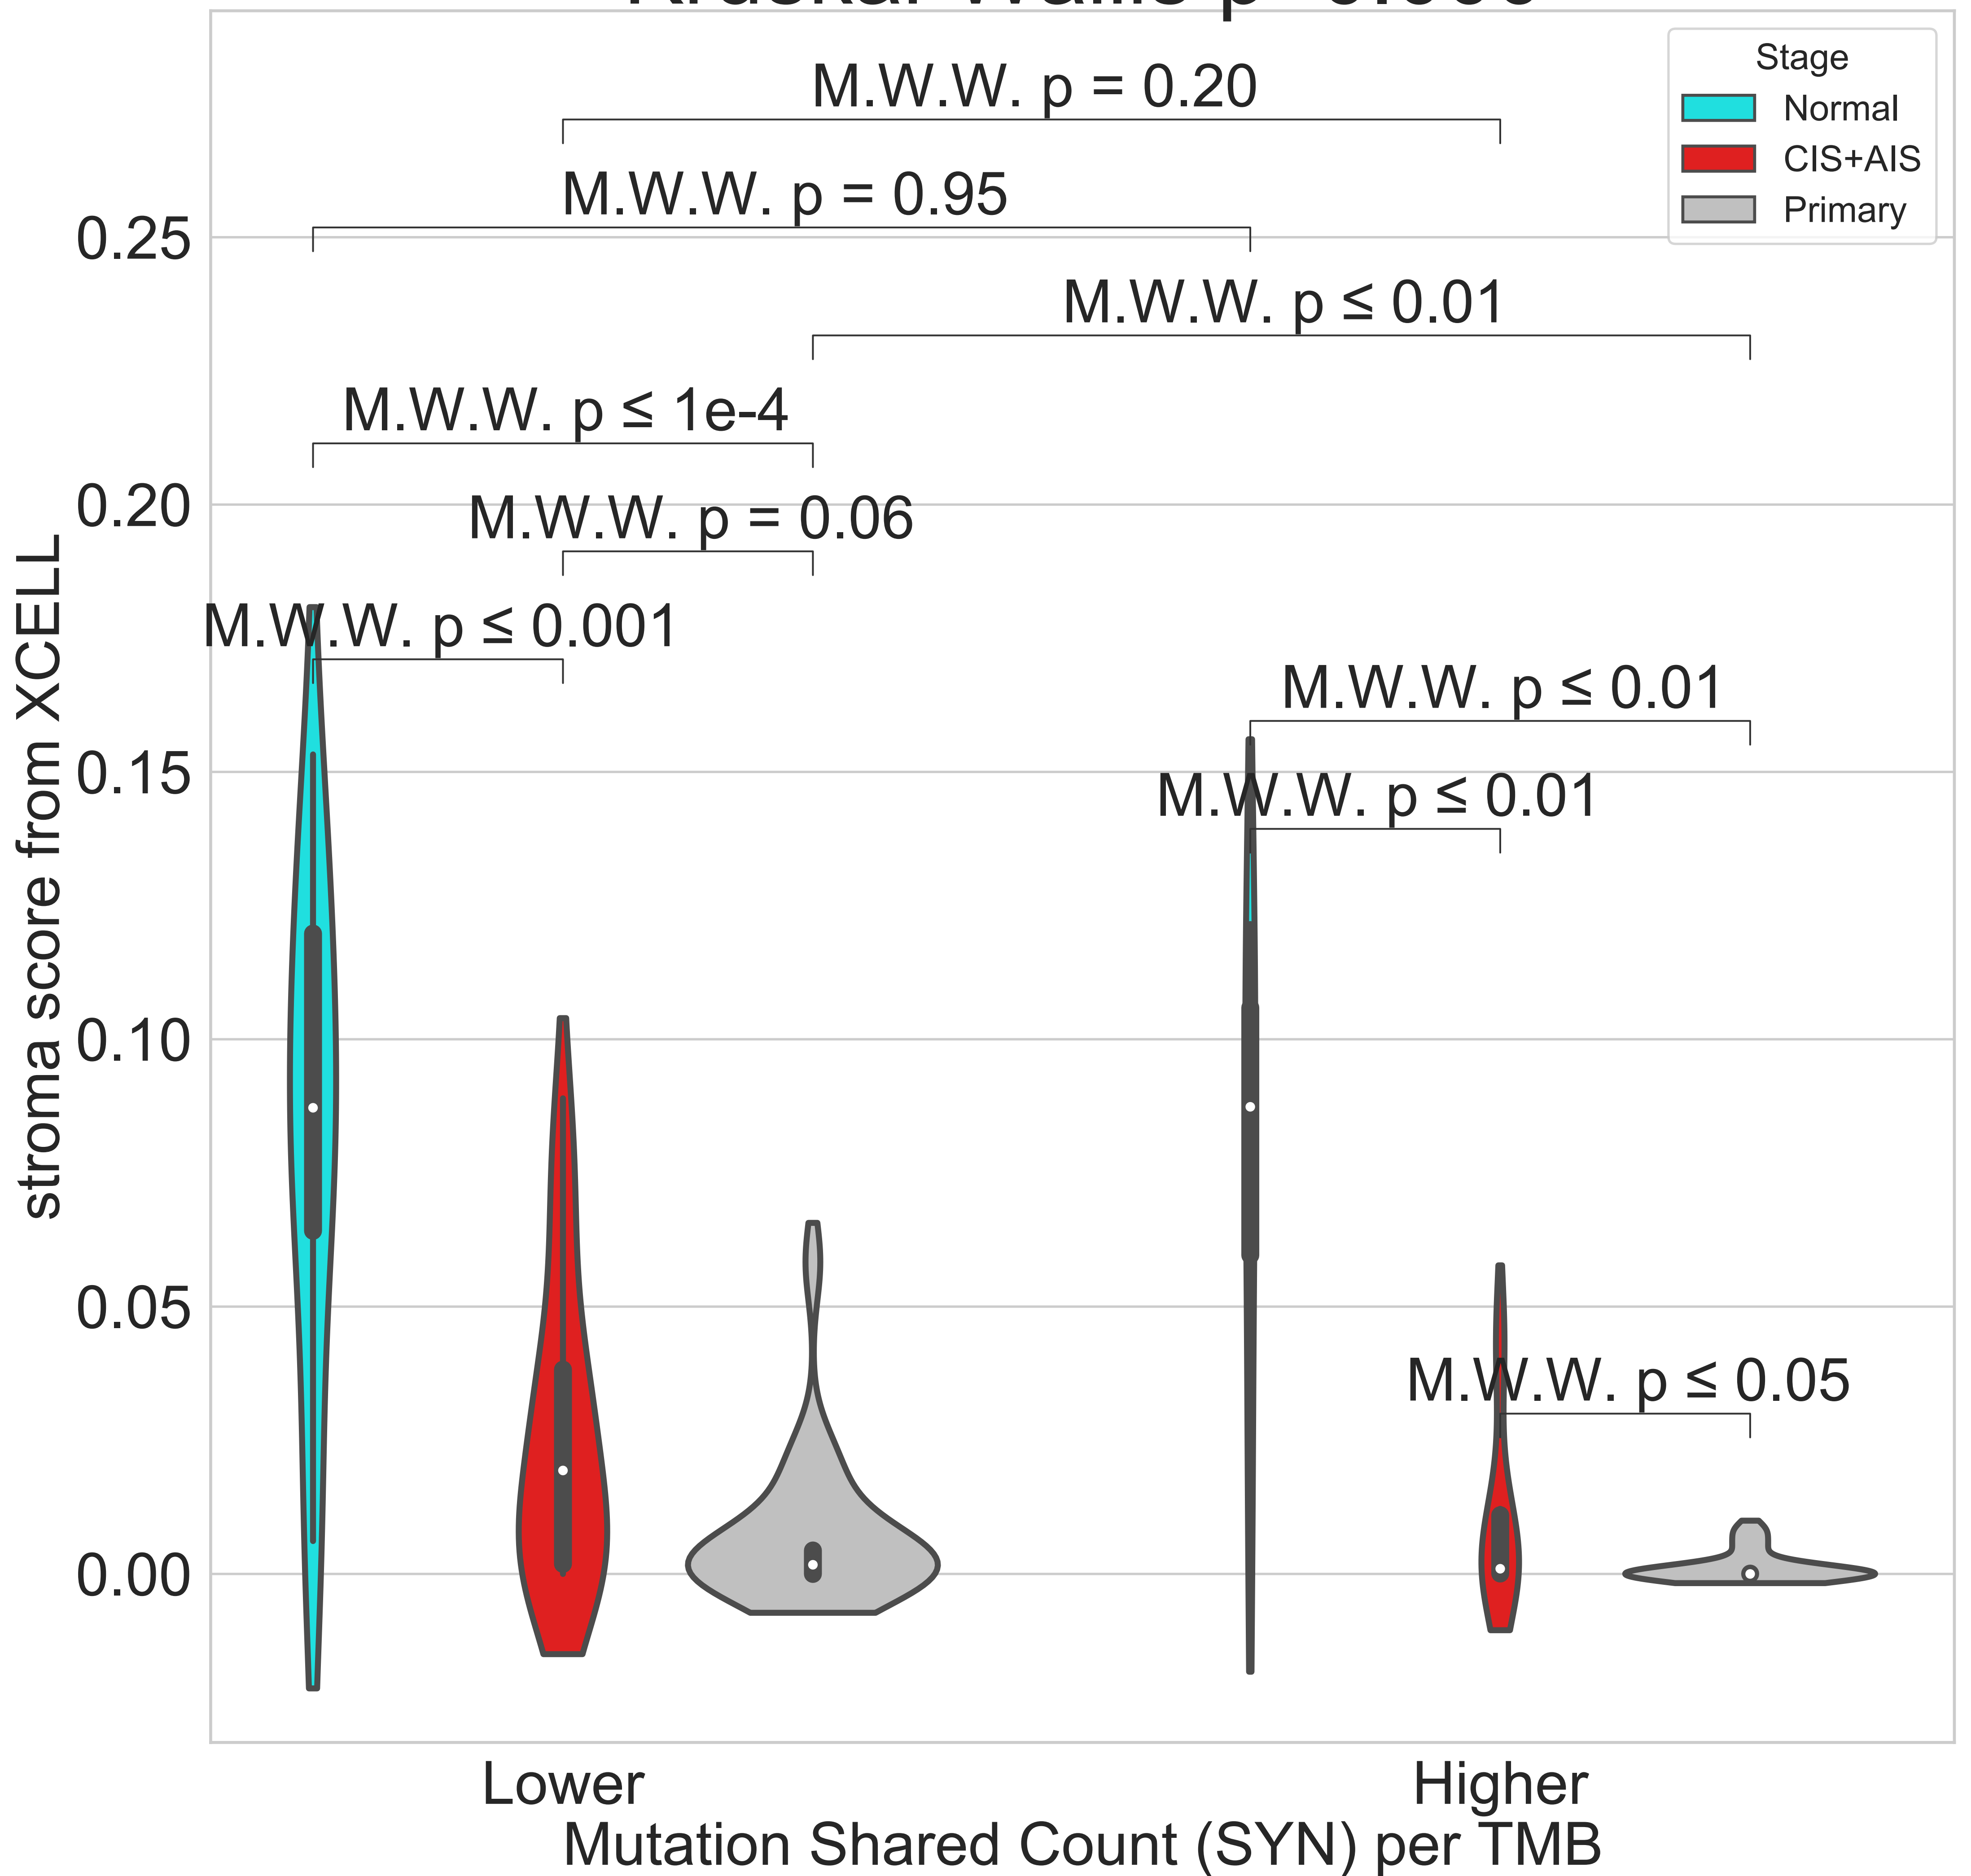 Stage
Normal
CIS+AIS
Primary
M.W.W. p = 0.20
M.W.W. p = 0.95
M.W.W. p ≤ 0.01
M.W.W. p ≤ 1e-4
M.W.W. p = 0.06
M.W.W. p ≤ 0.001
M.W.W. p ≤ 0.01
M.W.W. p ≤ 0.01
M.W.W. p ≤ 0.05
0.25
0.20
0.15
0.10
0.05
0.00
stroma score from XCELL
Lower
Higher
Mutation Shared Count (SYN) per TMB